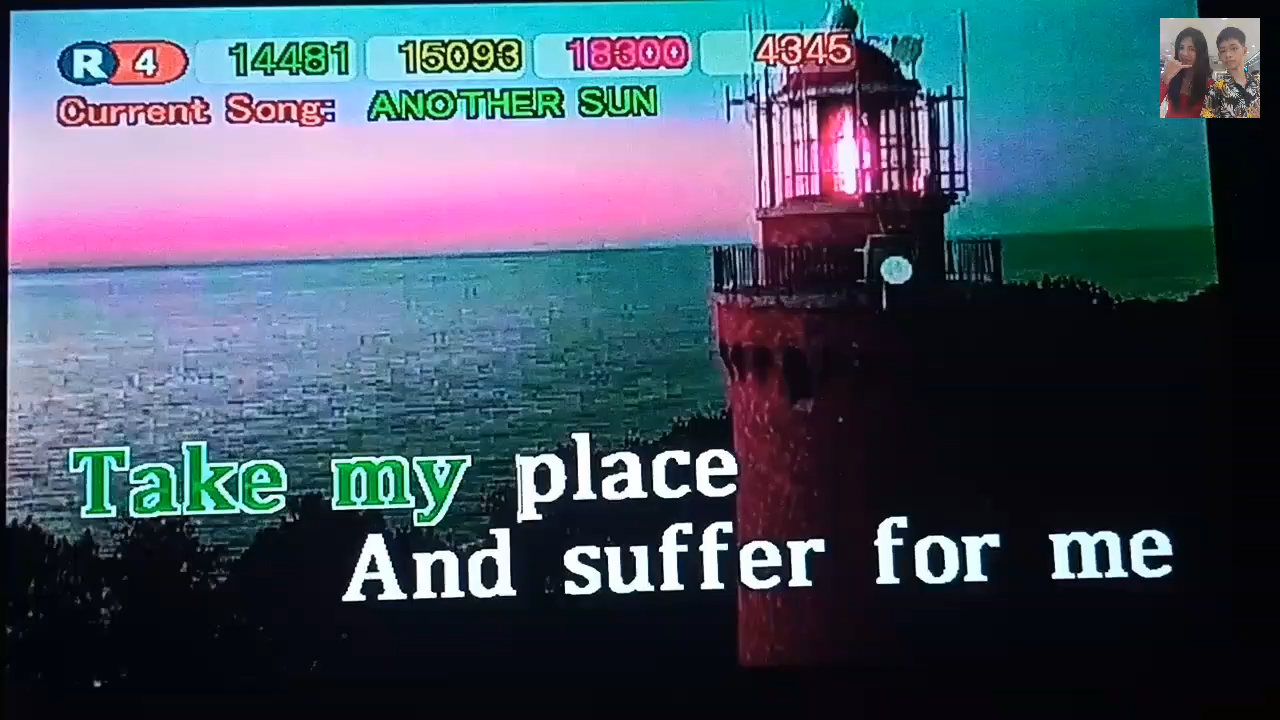 R 4 14481 15093 18300 4345
Current Song: ANOTHER SUN
Take my place
And suffer for me